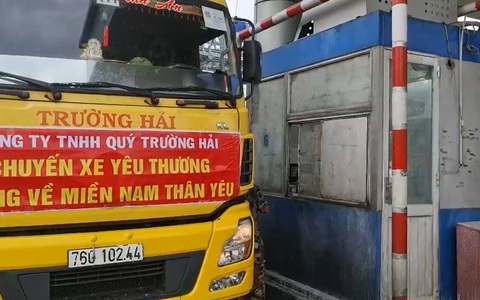 TRƯỜNG HẢI
NG TY TNHH QUÝ TRƯỜNG HẢI
CHUYẾN XE YÊU THƯƠNG
NG VỀ MIỀN NAM THÂN YÊU
76C 102.44